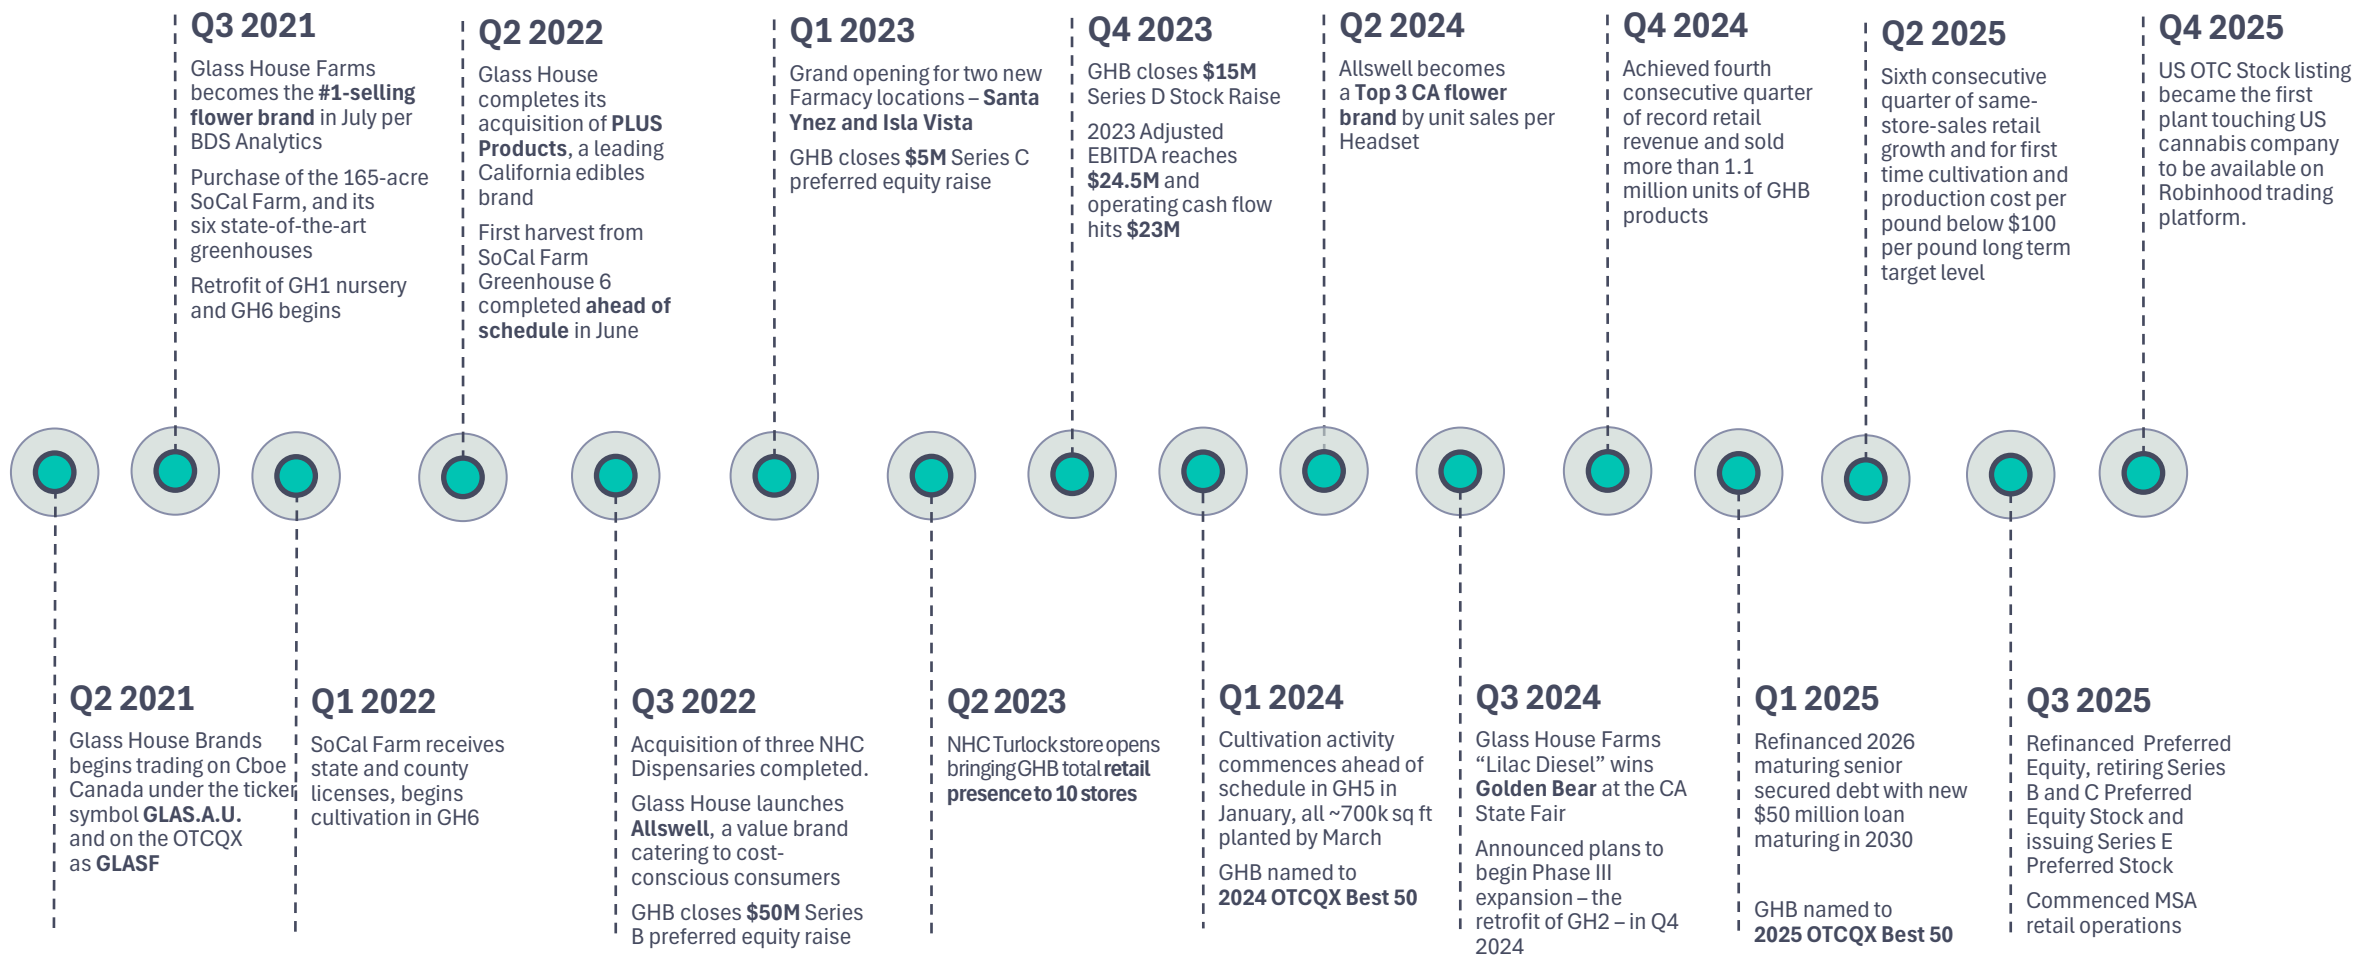 Q3 2021
Glass House Farms
becomes the #1-selling
flower brand in July per
BDS Analytics
Purchase of the 165-acre
SoCal Farm, and its
six state-of-the-art
greenhouses
Retrofit of GH1 nursery
and GH6 begins
Q2 2022
Glass House
completes its
acquisition of PLUS
Products, a leading
California edibles
brand
First harvest from
SoCal Farm
Greenhouse 6
completed ahead of
schedule in June
Q1 2023
Grand opening for two new
Farmacy locations – Santa
Ynez and Isla Vista
GHB closes $5M Series C
preferred equity raise
Q4 2023
GHB closes $15M
Series D Stock Raise
2023 Adjusted
EBITDA reaches
$24.5M and
operating cash flow
hits $23M
Q2 2024
Allswell becomes
a Top 3 CA flower
brand by unit sales per
Headset
Q4 2024
Achieved fourth
consecutive quarter
of record retail
revenue and sold
more than 1.1
million units of GHB
products
Q2 2025
Sixth consecutive
quarter of same-
store-sales retail
growth and for first
time cultivation and
production cost per
pound below $100
per pound long term
target level
Q4 2025
US OTC Stock listing
became the first
plant touching US
cannabis company
to be available on
Robinhood trading
platform.
Q2 2021
Glass House Brands
begins trading on Cboe
Canada under the ticker
symbol GLAS.A.U.
and on the OTCQX
as GLASF
Q1 2022
SoCal Farm receives
state and county
licenses, begins
cultivation in GH6
Q3 2022
Acquisition of three NHC
Dispensaries completed.
Glass House launches
Allswell, a value brand
catering to cost-
conscious consumers
GHB closes $50M Series
B preferred equity raise
Q2 2023
NHC Turlock store opens
bringing GHB total retail
presence to 10 stores
Q1 2024
Cultivation activity
commences ahead of
schedule in GH5 in
January, all ~700k sq ft
planted by March
GHB named to
2024 OTCQX Best 50
Q3 2024
Glass House Farms
“Lilac Diesel” wins
Golden Bear at the CA
State Fair
Announced plans to
begin Phase III
expansion – the
retrofit of GH2 – in Q4
2024
Q1 2025
Refinanced 2026
maturing senior
secured debt with new
$50 million loan
maturing in 2030
GHB named to
2025 OTCQX Best 50
Q3 2025
Refinanced Preferred
Equity, retiring Series
B and C Preferred
Equity Stock and
issuing Series E
Preferred Stock
Commenced MSA
retail operations